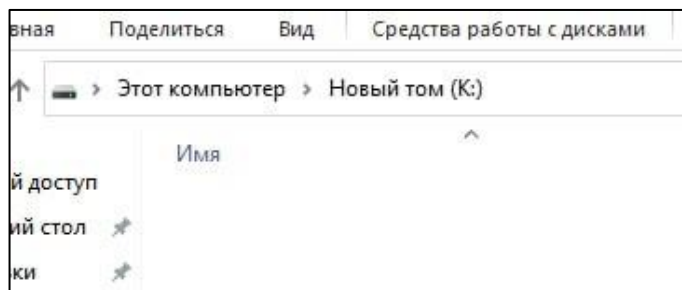 вная Поделиться Вид Средства работы с дисками
Этот компьютер > Новый том (K:)
Имя
й доступ
ий стол
ки